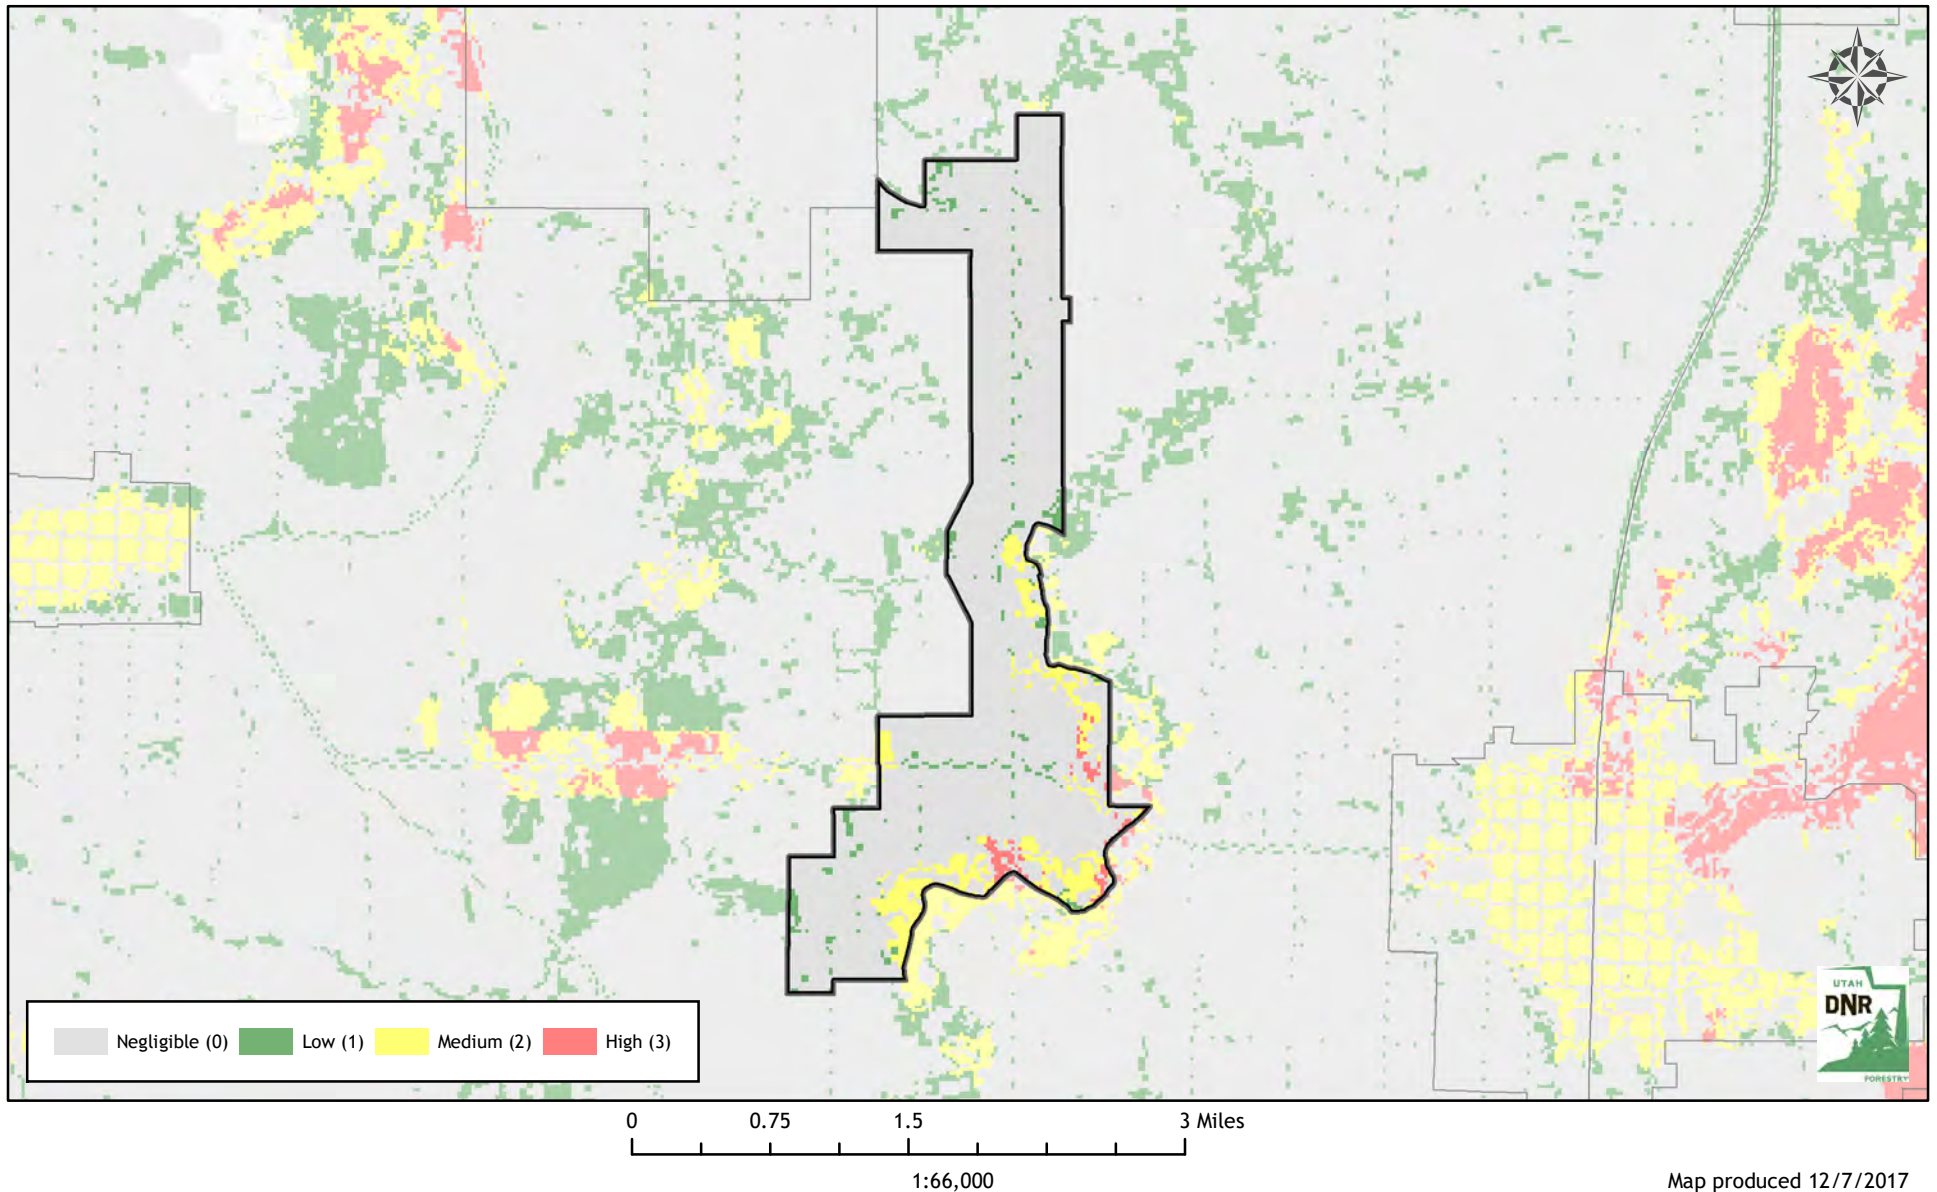 UTAH
DNR
FORESTRY
Negligible (0) Low (1) Medium (2) High (3)
0 0.75 1.5 3 Miles
1:66,000
Map produced 12/7/2017